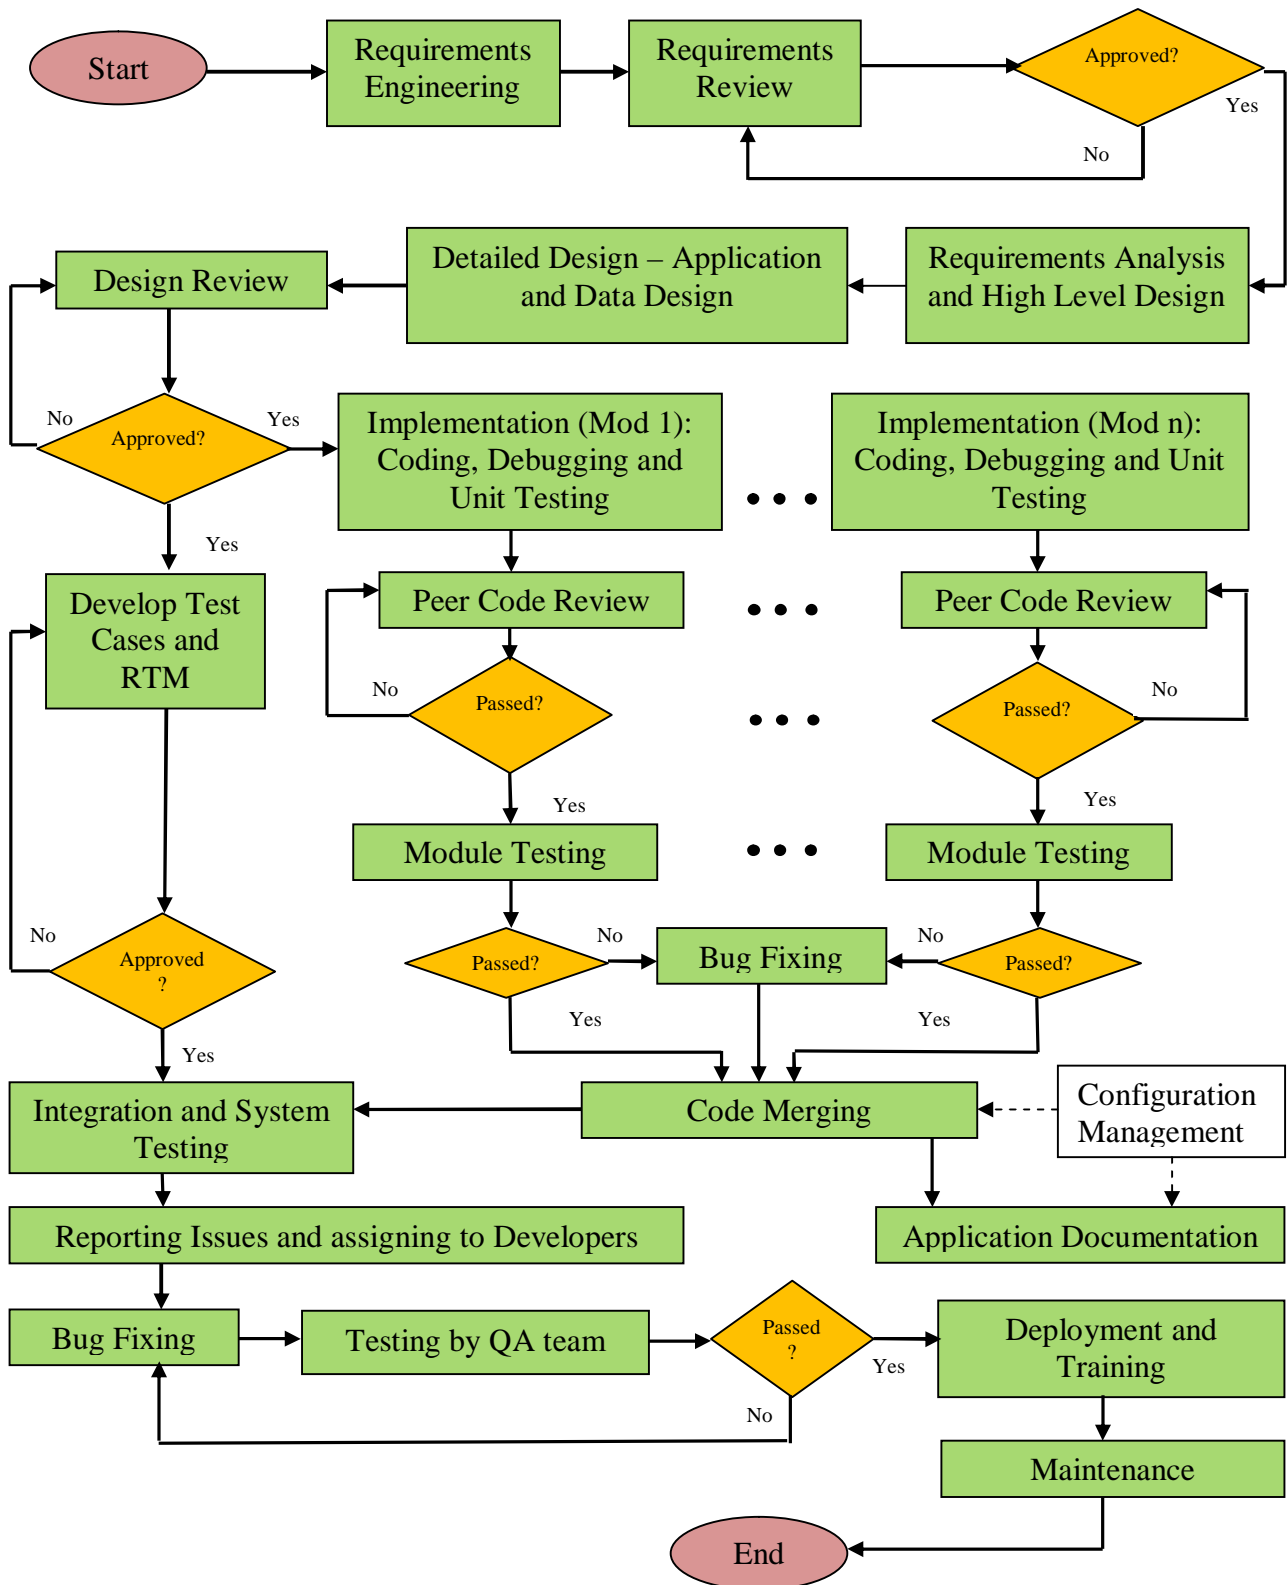 Start
Requirements
Engineering
Requirements
Review
Approved?
Yes
No
Design Review
Detailed Design – Application
and Data Design
Requirements Analysis
and High Level Design
No
Approved?
Yes
Yes
Implementation (Mod 1):
Coding, Debugging and
Unit Testing
Implementation (Mod n):
Coding, Debugging and Unit
Testing
Develop Test
Cases and
RTM
Peer Code Review
Peer Code Review
No
Passed?
Yes
Passed?
No
Yes
Module Testing
Module Testing
No
Approved
?
Yes
Passed?
No
Yes
Bug Fixing
No
Passed?
Yes
Integration and System
Testing
Code Merging
Configuration
Management
Reporting Issues and assigning to Developers
Application Documentation
Bug Fixing
Testing by QA team
Passed
?
Yes
No
Deployment and
Training
Maintenance
End